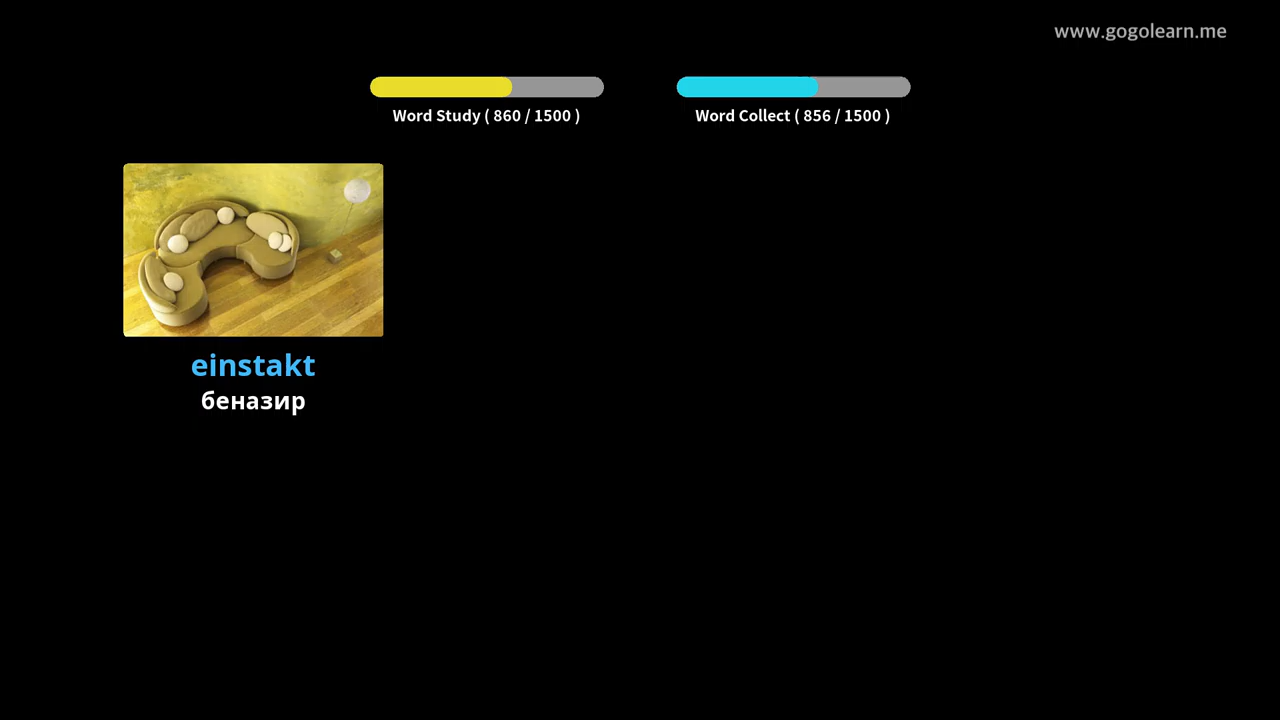 www.gogolearn.me
Word Study ( 860 / 1500 )
Word Collect ( 856 / 1500 )
einstakt
беназир